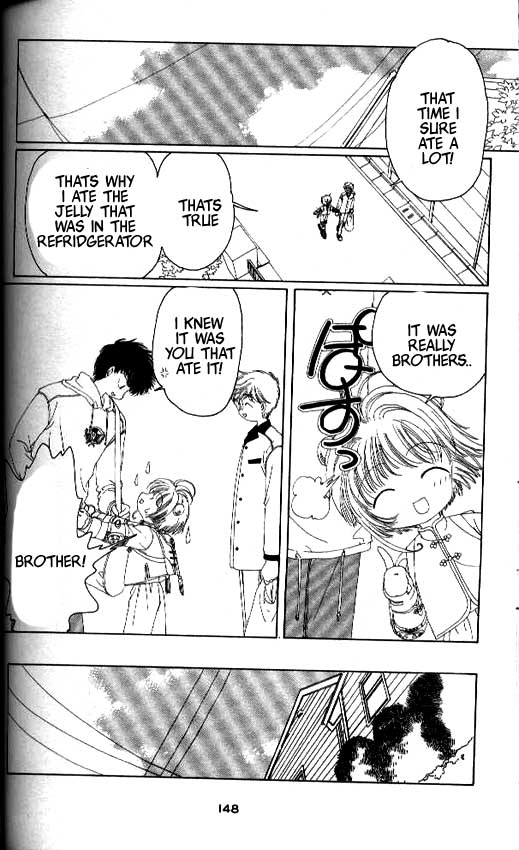 THAT
TIME I
SURE
ATE A
LOT!
THATS
TRUE
THATS WHY
I ATE THE
JELLY THAT
WAS IN THE
REFRIDGERATOR
IT WAS
REALLY
BROTHERS..
I KNEW
IT WAS
YOU THAT
ATE IT!
BROTHER!
148